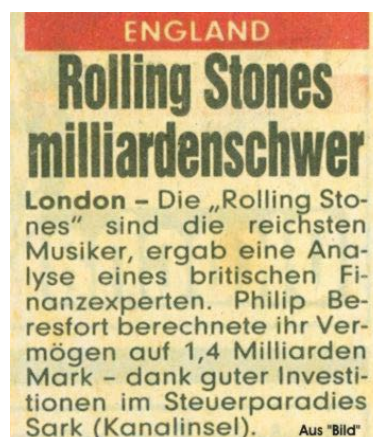 ENGLAND
Rolling Stones
milliardenschwer
London – Die „Rolling Sto-
nes“ sind die reichsten
Musiker, ergab eine Ana-
lyse eines britischen Fi-
nanzexperten. Philip Be-
resfort berechnete ihr Ver-
mögen auf 1,4 Milliarden
Mark – dank guter Investi-
tionen im Steuerparadies
Sark (Kanalinsel). Aus "Bild"